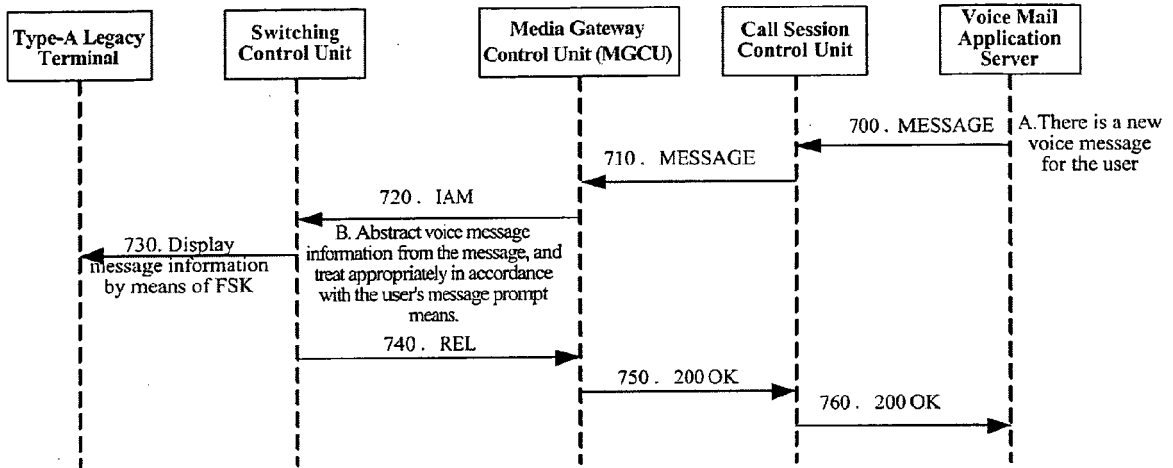 Type-A Legacy
Terminal
Switching
Control Unit
Media Gateway
Control Unit (MGCU)
Call Session
Control Unit
Voice Mail
Application
Server
700. MESSAGE
A.There is a new
voice message
for the user
710. MESSAGE
720. IAM
B. Abstract voice message
information from the message, and
treat appropriately in accordance
with the user's message prompt
means.
730. Display
message information
by means of FSK
740. REL
750. 200 OK
760. 200 OK